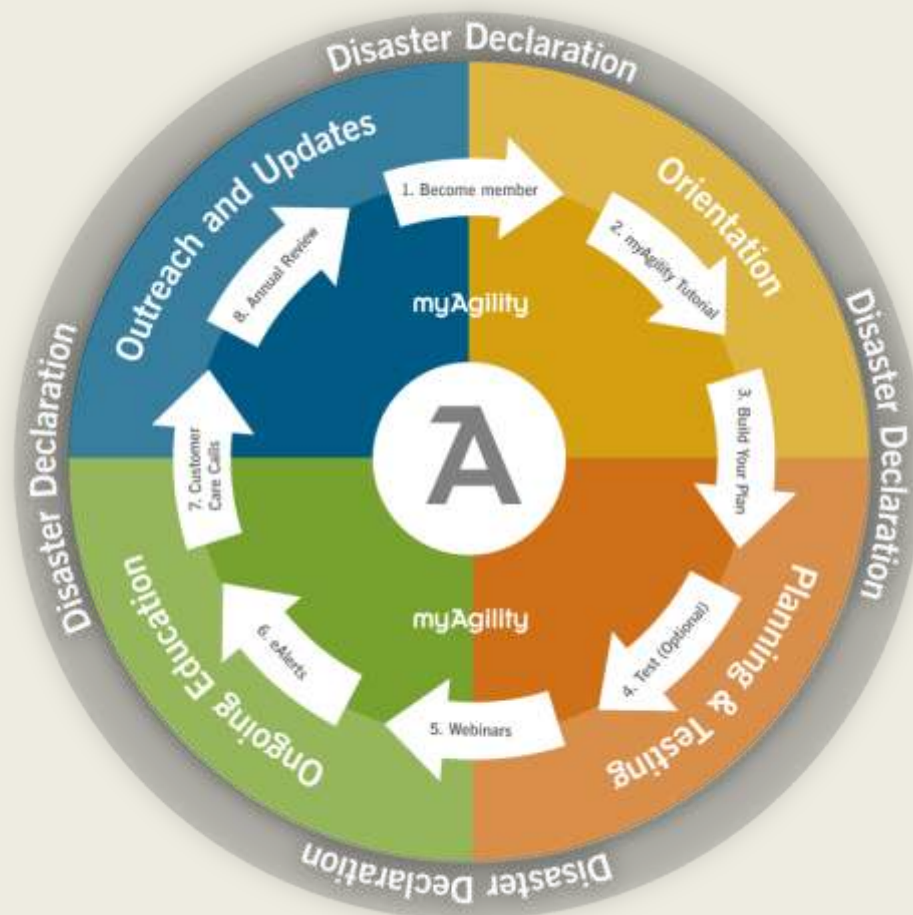 Disaster Declaration
Outreach and Updates
Orientation
1. Become member
2. myAgility Tutorial
8. Annual Review
myAgility
Disaster Declaration
Disaster Declaration
3. Build Your Plan
7. Customer
Care Calls
A
Ongoing Education
Planning & Testing
4. Test (Optional)
6. eAlerts
myAgility
5. Webinars
Disaster Declaration